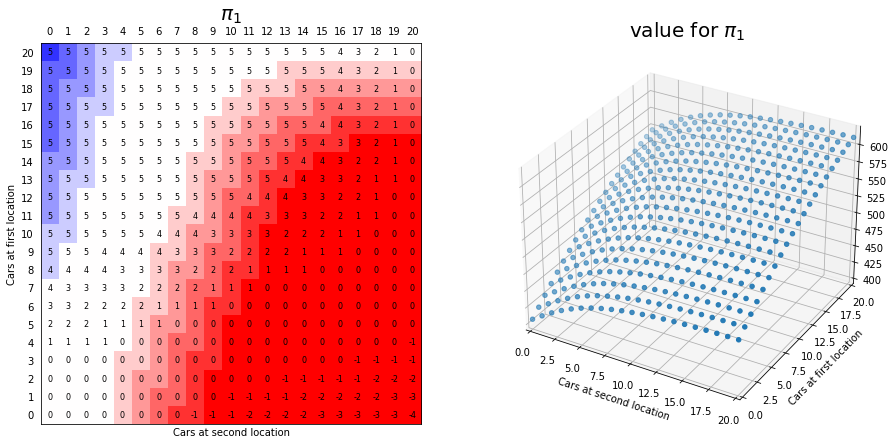 π₁
0 1 2 3 4 5 6 7 8 9 10 11 12 13 14 15 16 17 18 19 20
20 5 5 5 5 5 5 5 5 5 5 5 5 5 5 5 5 4 3 2 1 0
19 5 5 5 5 5 5 5 5 5 5 5 5 5 5 5 5 4 3 2 1 0
18 5 5 5 5 5 5 5 5 5 5 5 5 5 5 5 5 4 3 2 1 0
17 5 5 5 5 5 5 5 5 5 5 5 5 5 5 5 5 4 3 2 1 0
16 5 5 5 5 5 5 5 5 5 5 5 5 5 5 5 4 4 3 2 1 0
15 5 5 5 5 5 5 5 5 5 5 5 5 5 5 5 4 3
14 5 5 5 5 5 5 5 5 5 5 5 5 5 5 4 4 3
13 5 5 5 5 5 5 5 5 5 5 5 5 5 4 4 3 3 2 1 1 0
12 5 5 5 5 5 5 5 5 5 5 5 4 4 4 3
11 5 5 5 5 5 5 5 5 4 4 4 4 3 3 3 2 2 1 1 0 0
10 5 5 5 5 5 5 4 4 3 3 3 3 3 2 2 1 1 0 0 0
9 5 5 5 4 4 4 4 3 3 2 2 2 2 2 1 1 1 0 0 0 0
8 4 4 4 4 3 3 3 3 2 2 2 1 1 1 1 0 0 0 0 0 0
7 4 3 3 3 3 2 2 2 1 1 1 0 0 0 0 0 0 0 0 0
6 3 3 2 2 2 2 1 1 1 1 0 0 0 0 0 0 0 0 0 0 0
5 2 2 2 1 1 1 1 0 0 0 0 0 0 0 0 0 0 0 0 0 0
4 1 1 1 1 0 0 0 0 0 0 0 0 0 0 0 0 0 0 0 0 -1
3 0 0 0 0 0 0 0 0 0 0 0 0 0 0 0 0 0 -1 -1 -1 -1
2 0 0 0 0 0 0 0 0 0 0 0 0 0 -1 -1 -1 -1 -1 -2 -2 -2
1 0 0 0 0 0 0 0 0 0 0 -1 -1 -1 -1 -2 -2 -2 -2 -2 -3 -3
0 0 0 0 0 0 0 0 0 -1 -1 -1 -2 -2 -2 -2 -3 -3 -3 -3 -3 -4
Cars at first location
Cars at second location
value for π₁
600
575
550
525
500
475
450
425
400
0.0 2.5 5.0 7.5 10.0 12.5 15.0 17.5 20.0
Cars at second location
0.0 2.5 5.0 7.5 10.0 12.5 15.0 17.5 20.0
Cars at first location